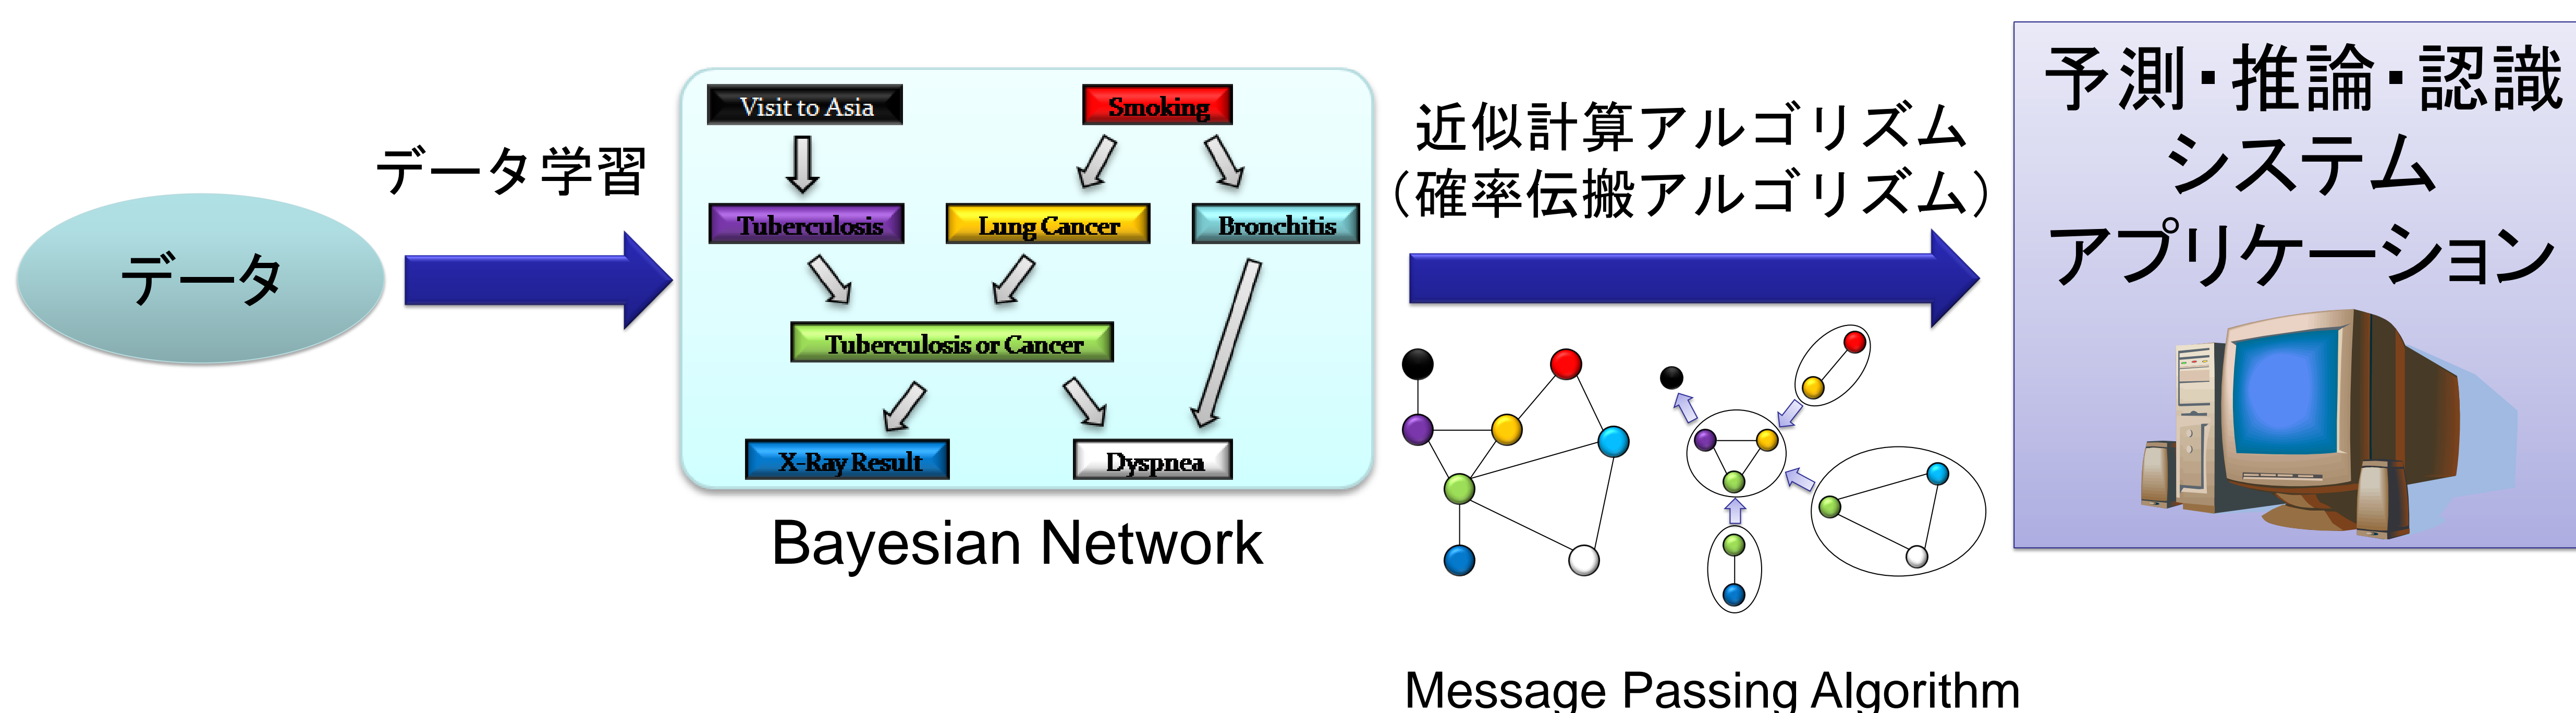 データ
データ学習
Visit to Asia
Smoking
Tuberculosis
Lung Cancer
Bronchitis
Tuberculosis or Cancer
X-Ray Result
Dyspnea
Bayesian Network
近似計算アルゴリズム
（確率伝搬アルゴリズム）
Message Passing Algorithm
予測・推論・認識
システム
アプリケーション